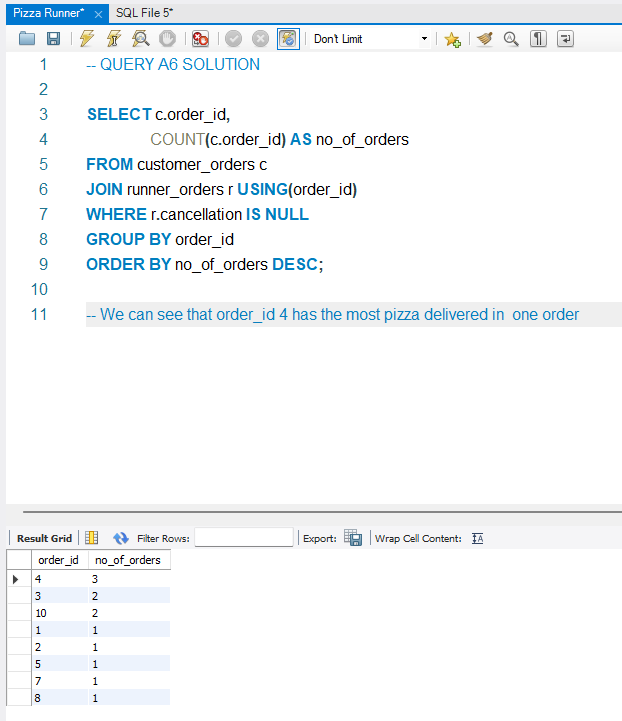 Pizza Runner* × SQL File 5*
Don't Limit
1 -- QUERY A6 SOLUTION
2
3 SELECT c.order_id,
4 COUNT(c.order_id) AS no_of_orders
5 FROM customer_orders c
6 JOIN runner_orders r USING(order_id)
7 WHERE r.cancellation IS NULL
8 GROUP BY order_id
9 ORDER BY no_of_orders DESC;
10
11 -- We can see that order_id 4 has the most pizza delivered in  one order
Result Grid Filter Rows: Export: Wrap Cell Content:
order_id no_of_orders
4 3
3 2
10 2
1 1
2 1
5 1
7 1
8 1